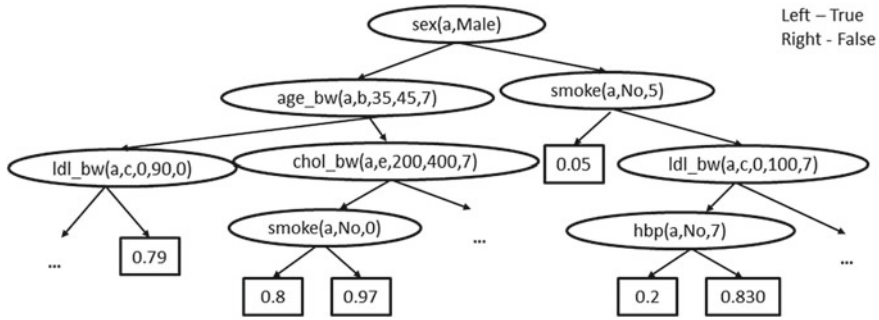 sex(a,Male)
Left – True
Right - False
age_bw(a,b,35,45,7)
smoke(a,No,5)
ldl_bw(a,c,0,90,0)
chol_bw(a,e,200,400,7)
0.05
ldl_bw(a,c,0,100,7)
...
0.79
smoke(a,No,0)
...
hbp(a,No,7)
...
0.8
0.97
0.2
0.830